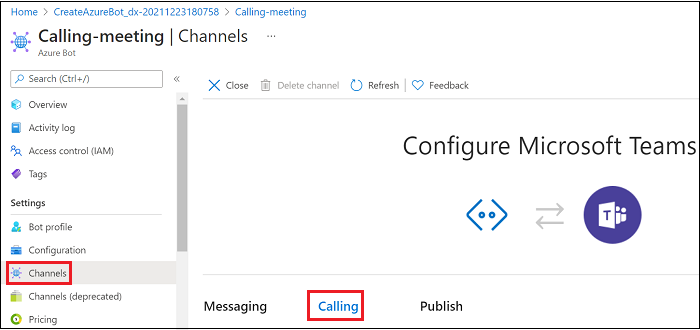 Home > CreateAzureBot_dx-20211223180758 > Calling-meeting
Calling-meeting | Channels ...
Azure Bot
Search (Ctrl+/) «
Close Delete channel Refresh Feedback
Overview
Activity log
Access control (IAM)
Tags
Settings
Bot profile
Configuration
Channels
Channels (deprecated)
Pricing
Configure Microsoft Teams
T
Messaging Calling Publish